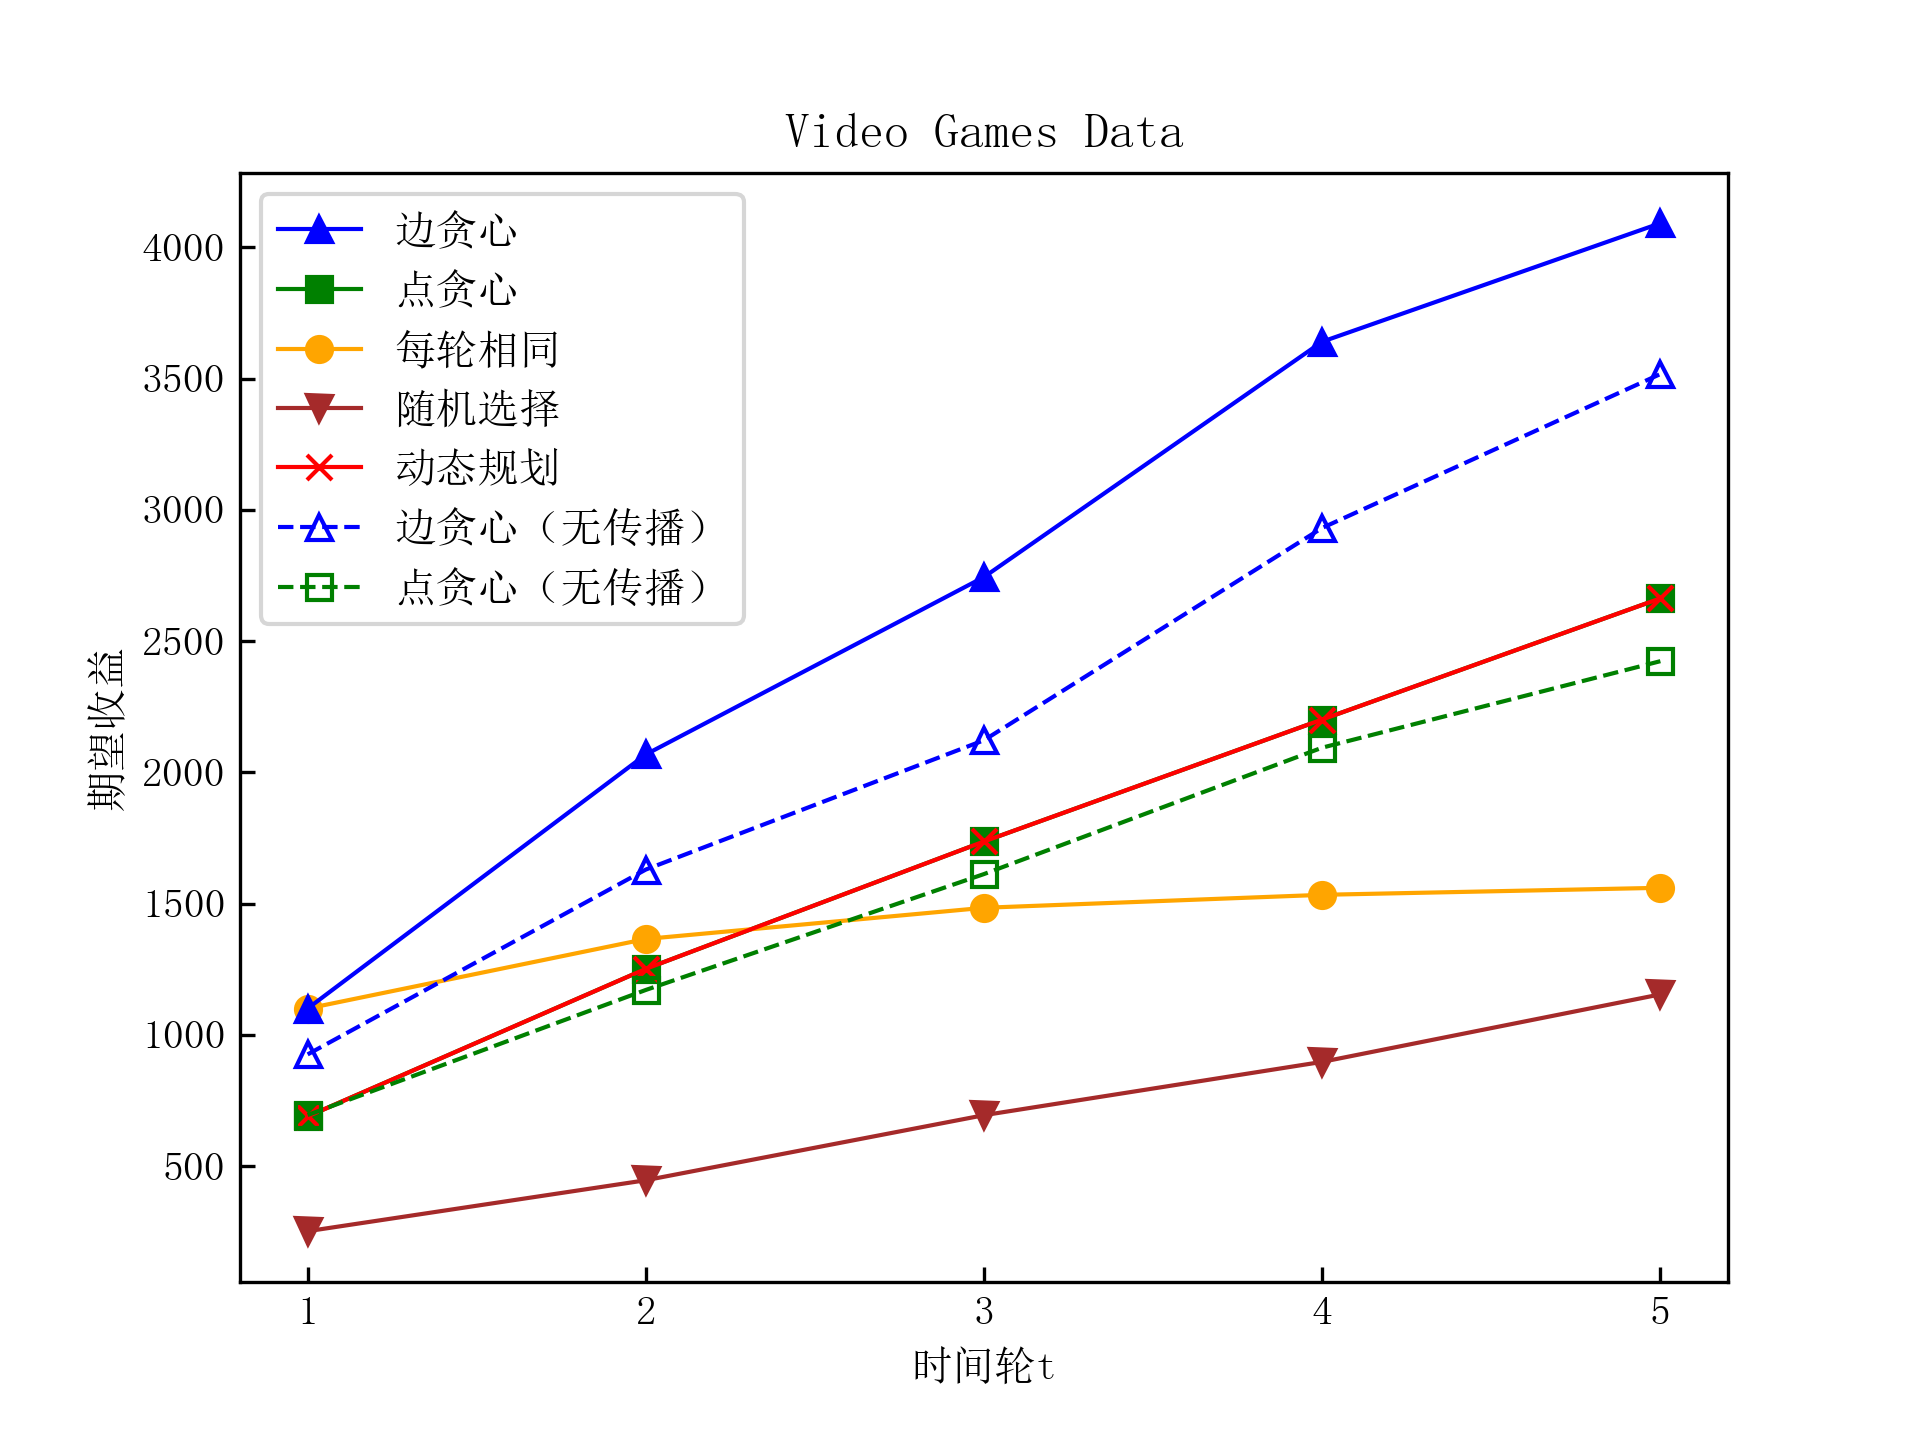 Video Games Data
边贪心
点贪心
每轮相同
随机选择
动态规划
边贪心（无传播）
点贪心（无传播）
期望收益
4000
3500
3000
2500
2000
1500
1000
500
1 2 3 4 5
时间轮t